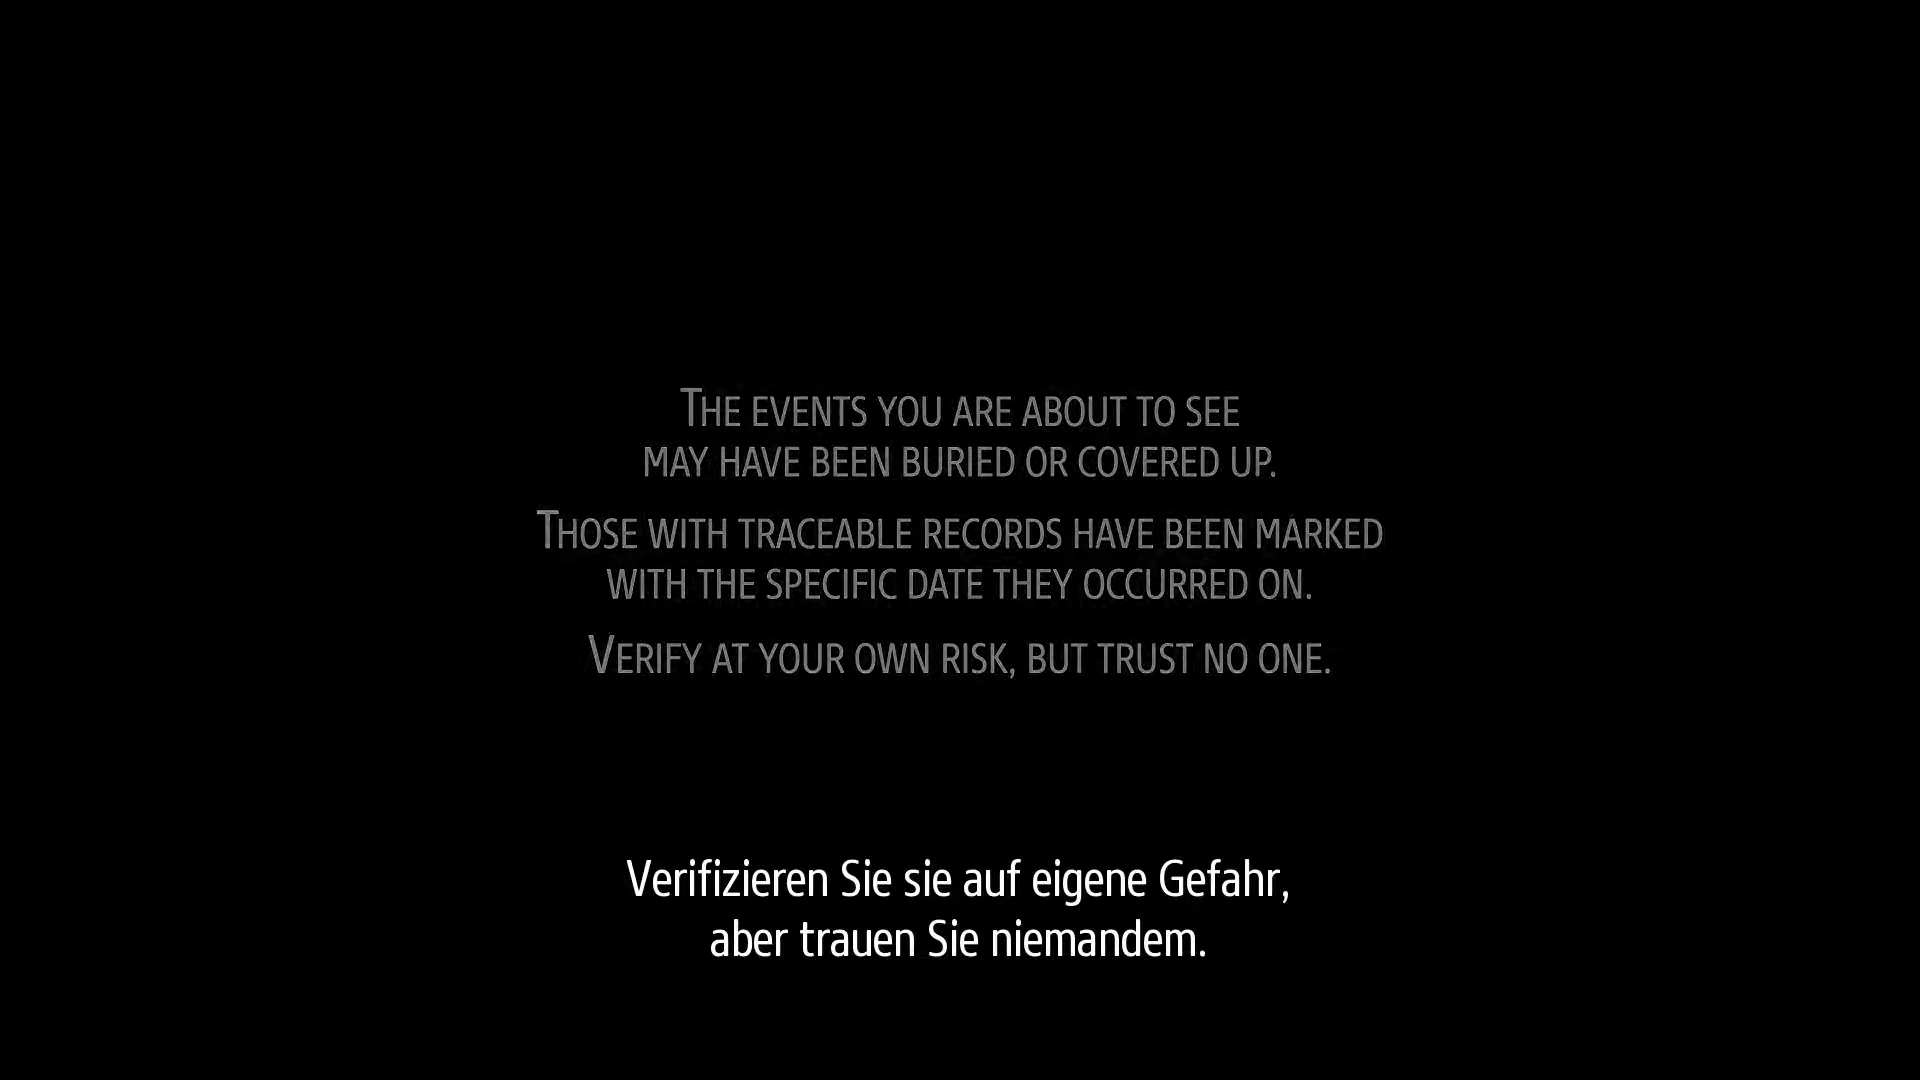 THE EVENTS YOU ARE ABOUT TO SEE
MAY HAVE BEEN BURIED OR COVERED UP.
THOSE WITH TRACEABLE RECORDS HAVE BEEN MARKED
WITH THE SPECIFIC DATE THEY OCCURRED ON.
VERIFY AT YOUR OWN RISK, BUT TRUST NO ONE.
Verifizieren Sie sie auf eigene Gefahr,
aber trauen Sie niemandem.